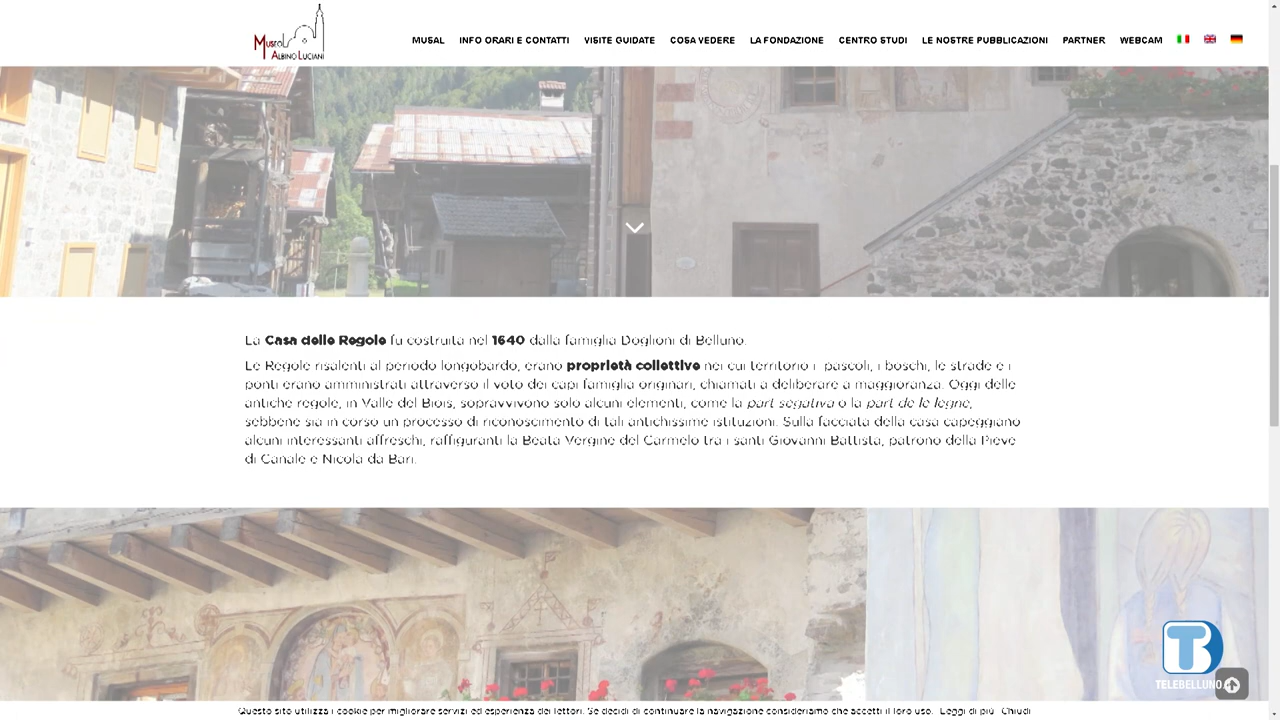 Museo
Albino Luciani
MUSAL INFO ORARI E CONTATTI VISITE GUIDATE COSA VEDERE LA FONDAZIONE CENTRO STUDI LE NOSTRE PUBBLICAZIONI PARTNER WEBCAM
La Casa delle Regole fu costruita nel 1640 dalla famiglia Doglioni di Belluno.
Le Regole risalenti al periodo longobardo, erano proprietà collettive nei cui territorio i pascoli, i boschi, le strade e i
ponti erano amministrati attraverso il voto dei capi famiglia originari, chiamati a deliberare a maggioranza. Oggi delle
antiche regole, in Valle del Biois, sopravvivono solo alcuni elementi, come la part segativa o la part de le legne,
sebbene sia in corso un processo di riconoscimento di tali antichissime istituzioni. Sulla facciata della casa capeggiano
alcuni interessanti affreschi, raffiguranti la Beata Vergine del Carmelo tra i santi Giovanni Battista, patrono della Pieve
di Canale e Nicola da Bari.
TB
TELEBELLUNO
Questo sito utilizza i cookie per migliorare servizi ed esperienza dei lettori. Se decidi di continuare la navigazione consideriamo che accetti il loro uso. Leggi di più Chiudi